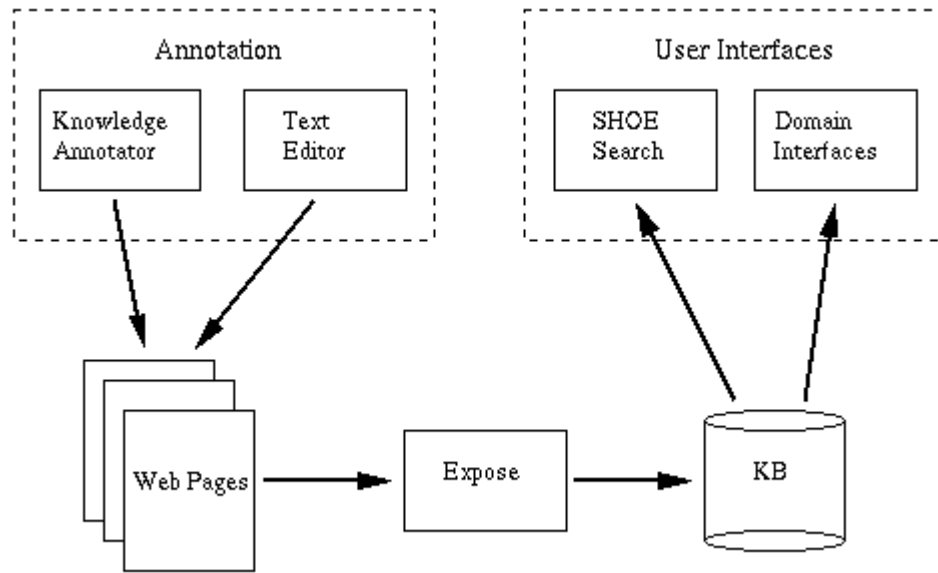 Annotation
Knowledge
Annotator
Text
Editor
User Interfaces
SHOE
Search
Domain
Interfaces
Web Pages
Expose
KB